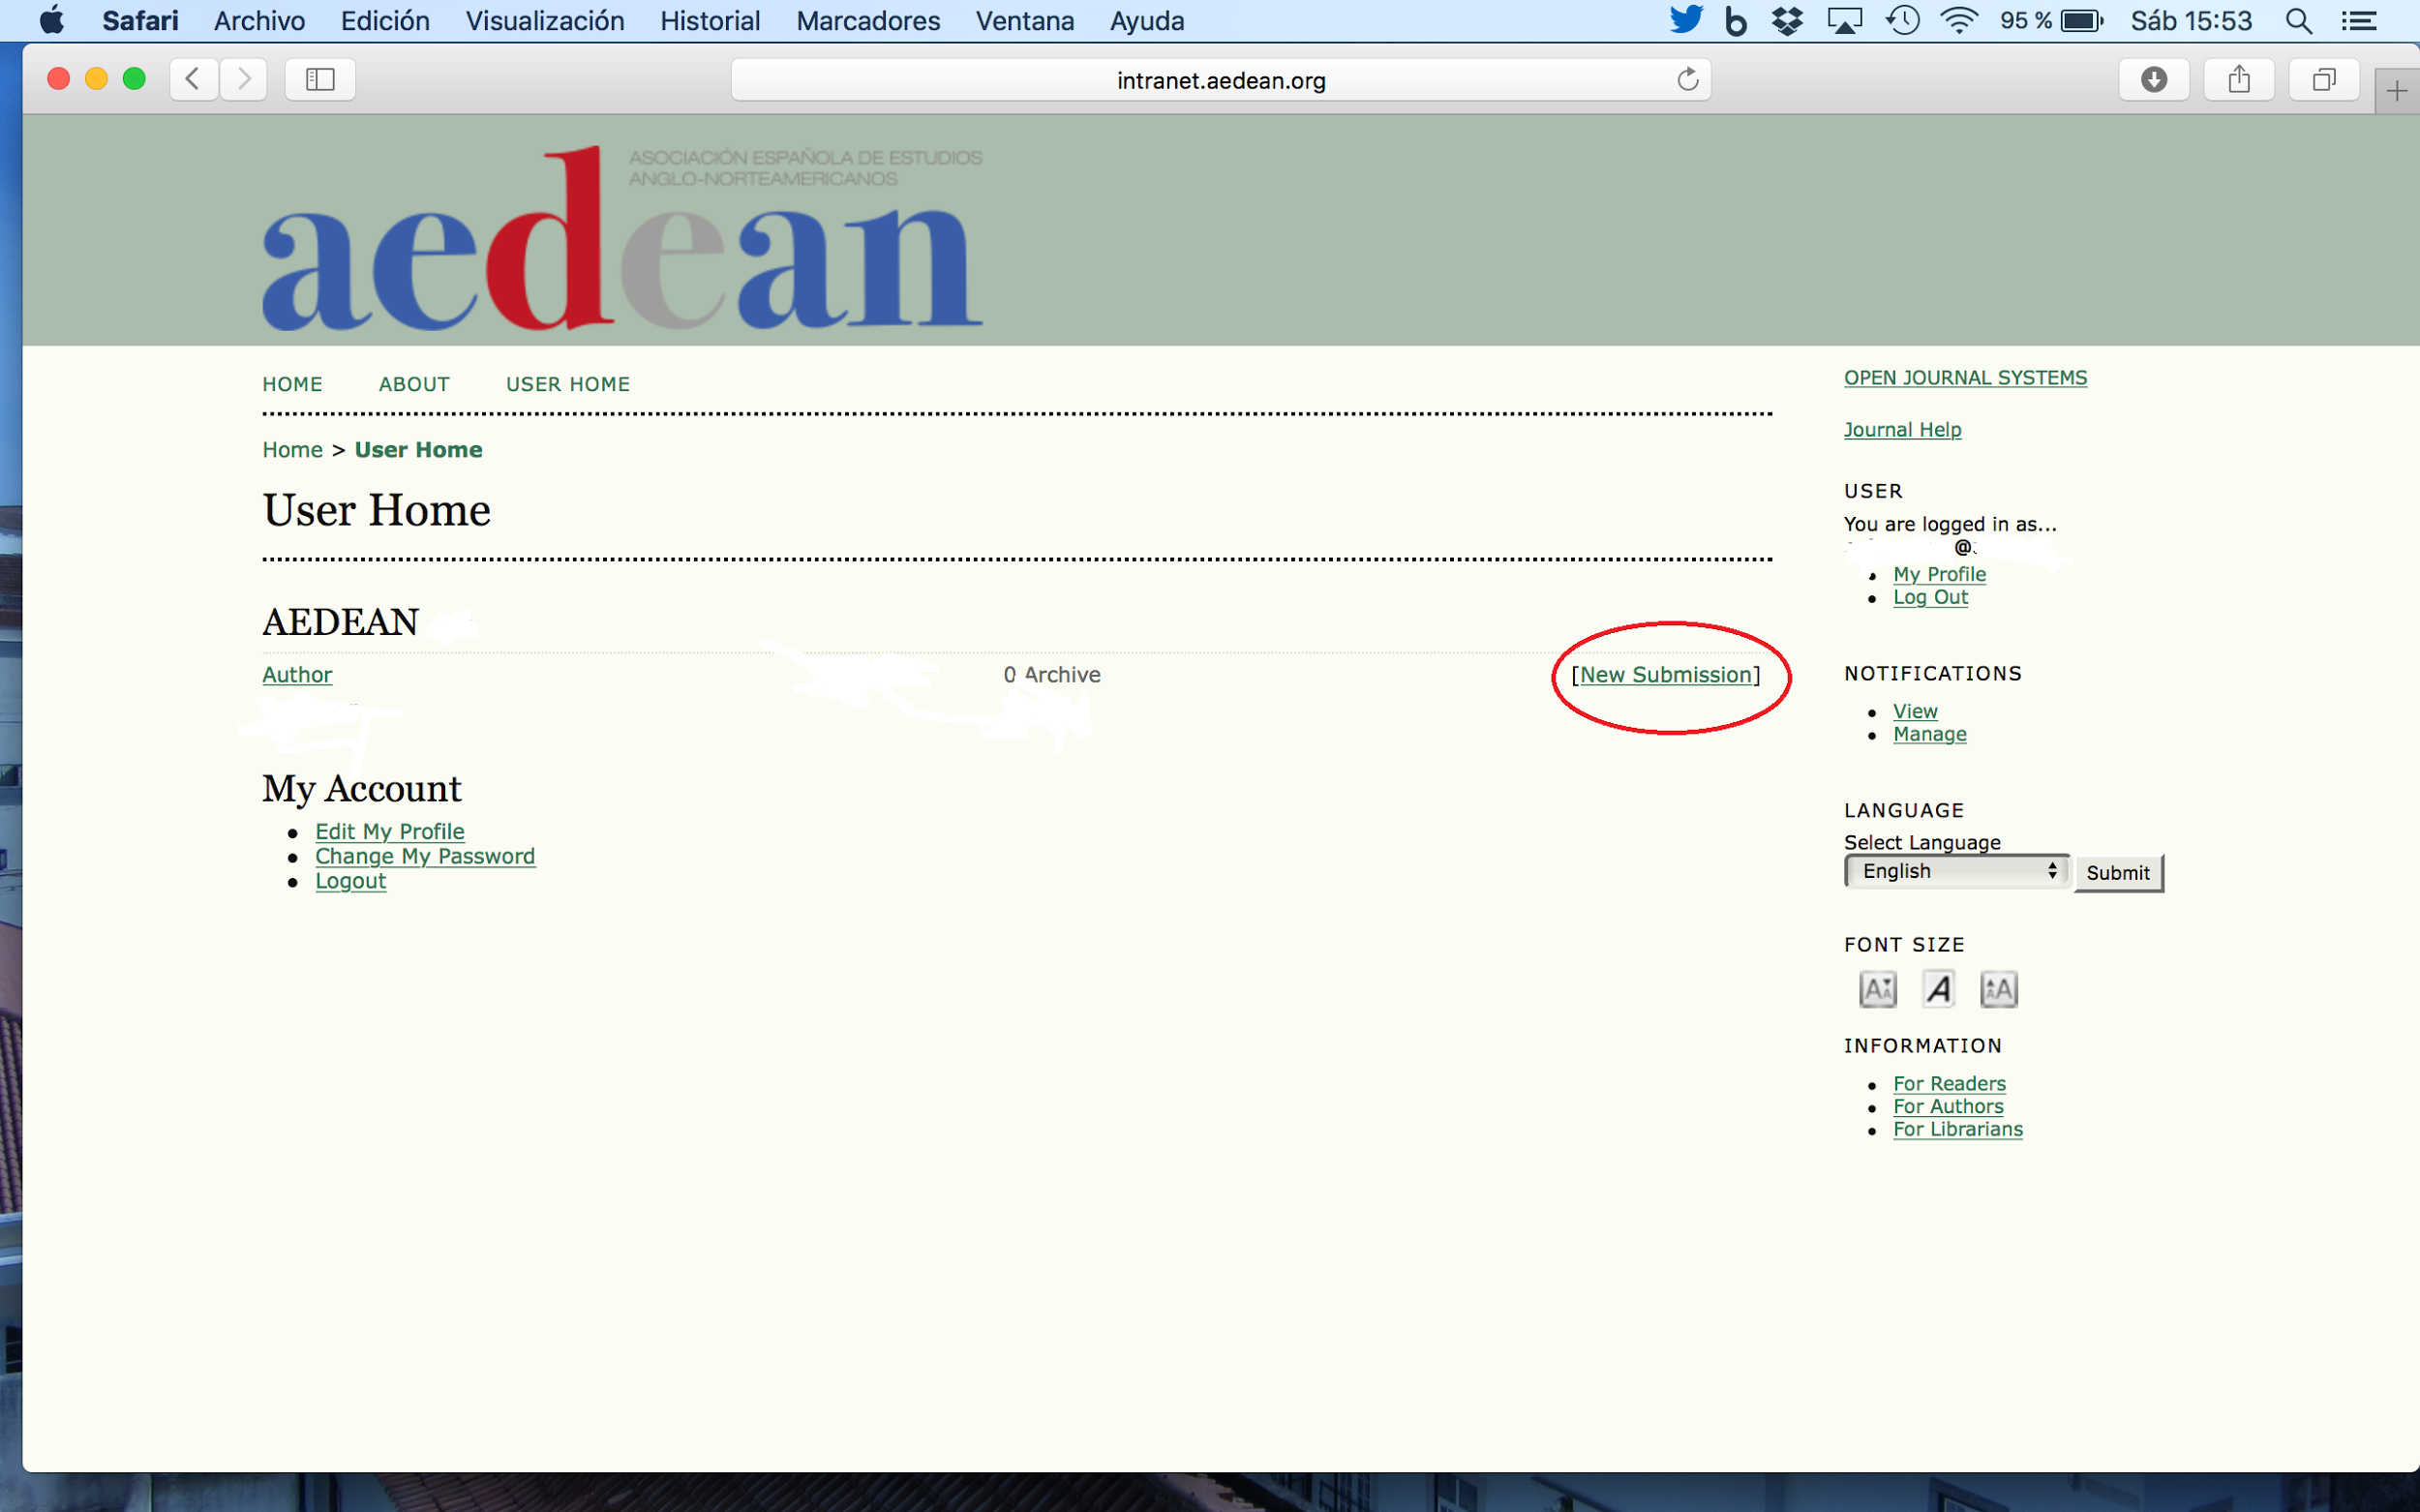 Safari Archivo Edición Visualización Historial Marcadores Ventana Ayuda 95 % Sáb 15:53
intranet.aedean.org
ASOCIACIÓN ESPAÑOLA DE ESTUDIOS
ANGLO-NORTEAMERICANOS
aedean
HOME ABOUT USER HOME
Home > User Home
User Home
AEDEAN
Author 0 Archive [New Submission]
My Account
Edit My Profile
Change My Password
Logout
OPEN JOURNAL SYSTEMS
Journal Help
USER
You are logged in as...
@
My Profile
Log Out
NOTIFICATIONS
View
Manage
LANGUAGE
Select Language
English Submit
FONT SIZE
INFORMATION
For Readers
For Authors
For Librarians